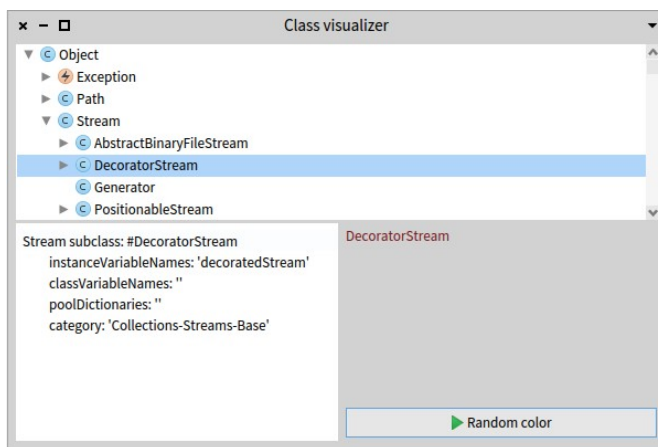 Class visualizer
Object
Exception
Path
Stream
AbstractBinaryFileStream
DecoratorStream
Generator
PositionableStream
Stream subclass: #DecoratorStream
instanceVariableNames: 'decoratedStream'
classVariableNames: ''
poolDictionaries: ''
category: 'Collections-Streams-Base'
DecoratorStream
Random color